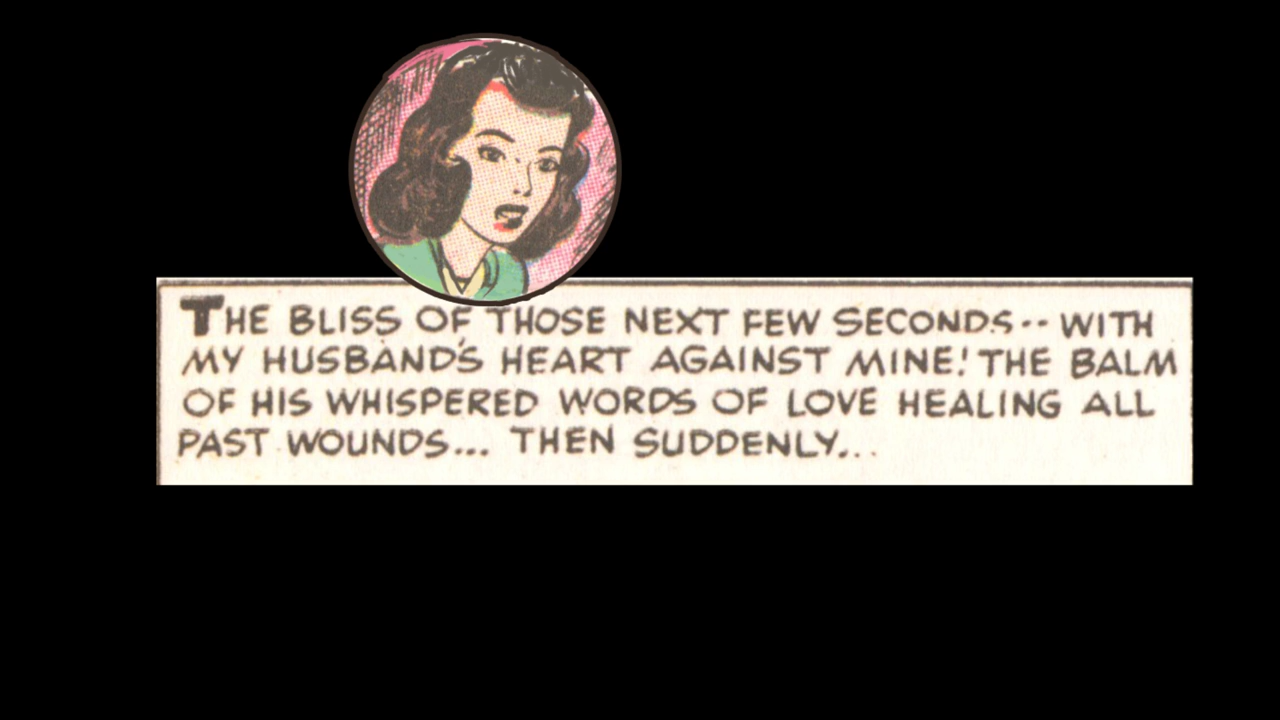 THE BLISS OF THOSE NEXT FEW SECONDS-- WITH
MY HUSBAND'S HEART AGAINST MINE! THE BALM
OF HIS WHISPERED WORDS OF LOVE HEALING ALL
PAST WOUNDS... THEN SUDDENLY...